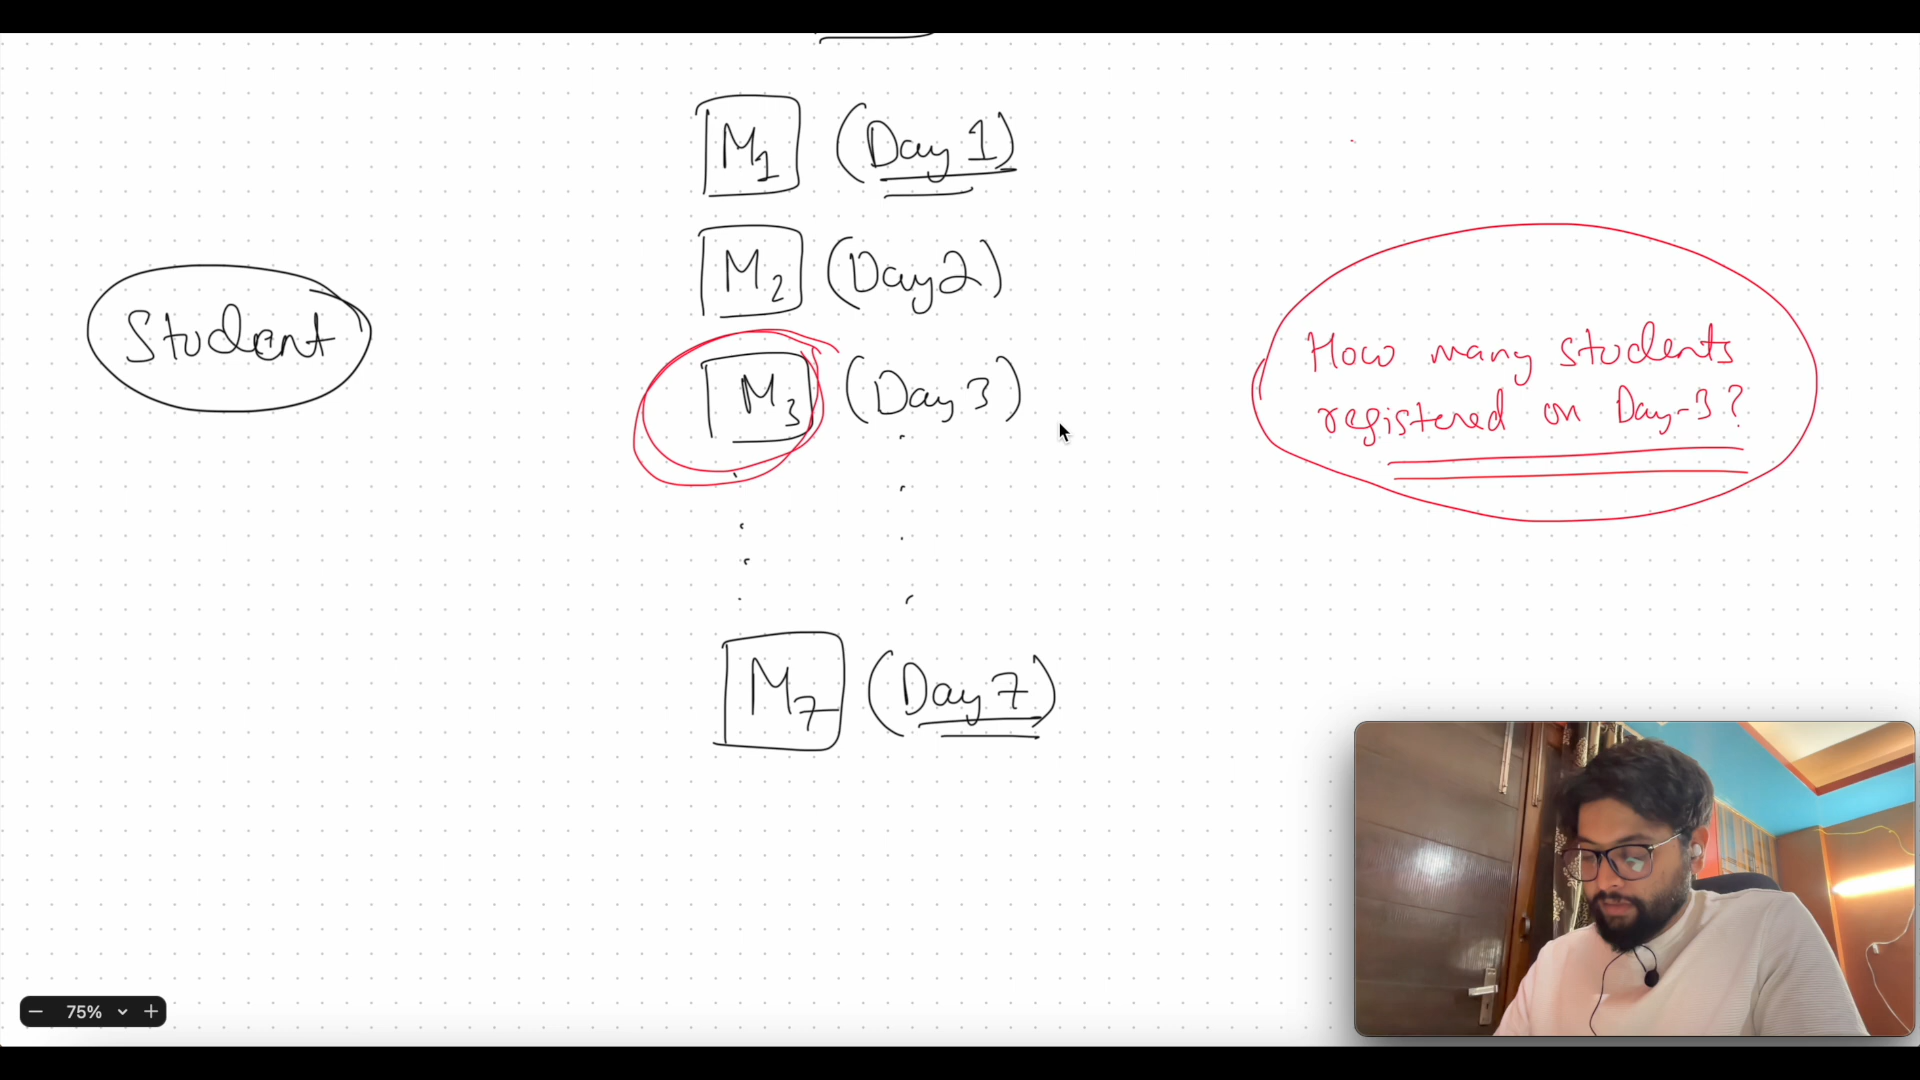 M1 (Day 1)
M2 (Day2)
Student
M3 (Day 3)
How many students
registered on Day-3?
M7 (Day 7)
75%